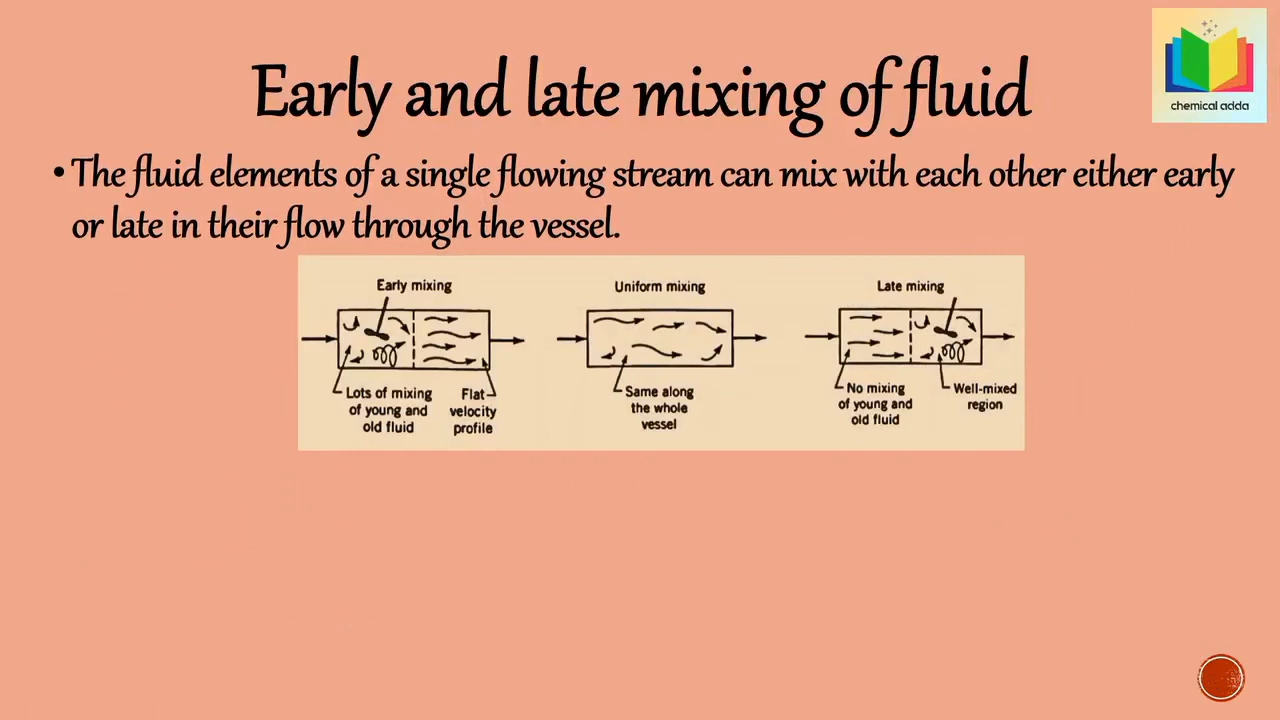 chemical adda
Early and late mixing of fluid
• The fluid elements of a single flowing stream can mix with each other either early
or late in their flow through the vessel.
Early mixing
Lots of mixing
of young and
old fluid
Flat
velocity
profile
Uniform mixing
Same along
the whole
vessel
Late mixing
No mixing
of young and
old fluid
Well-mixed
region